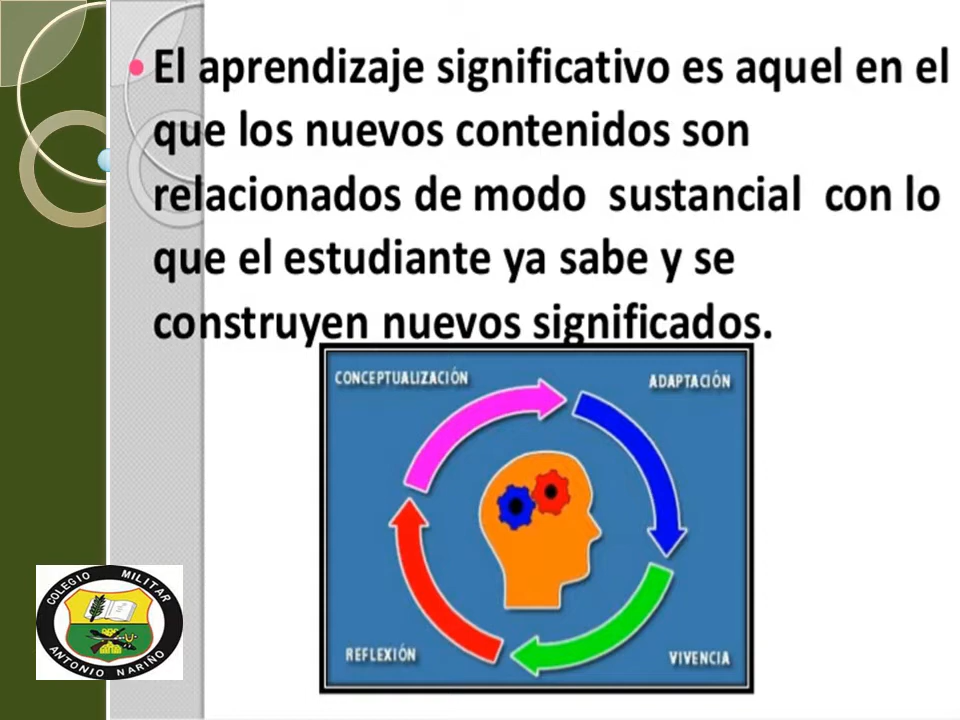 El aprendizaje significativo es aquel en el
que los nuevos contenidos son
relacionados de modo sustancial con lo
que el estudiante ya sabe y se
construyen nuevos significados.
CONCEPTUALIZACIÓN
ADAPTACIÓN
REFLEXIÓN
VIVENCIA
COLEGIO MILITAR
ANTONIO NARIÑO